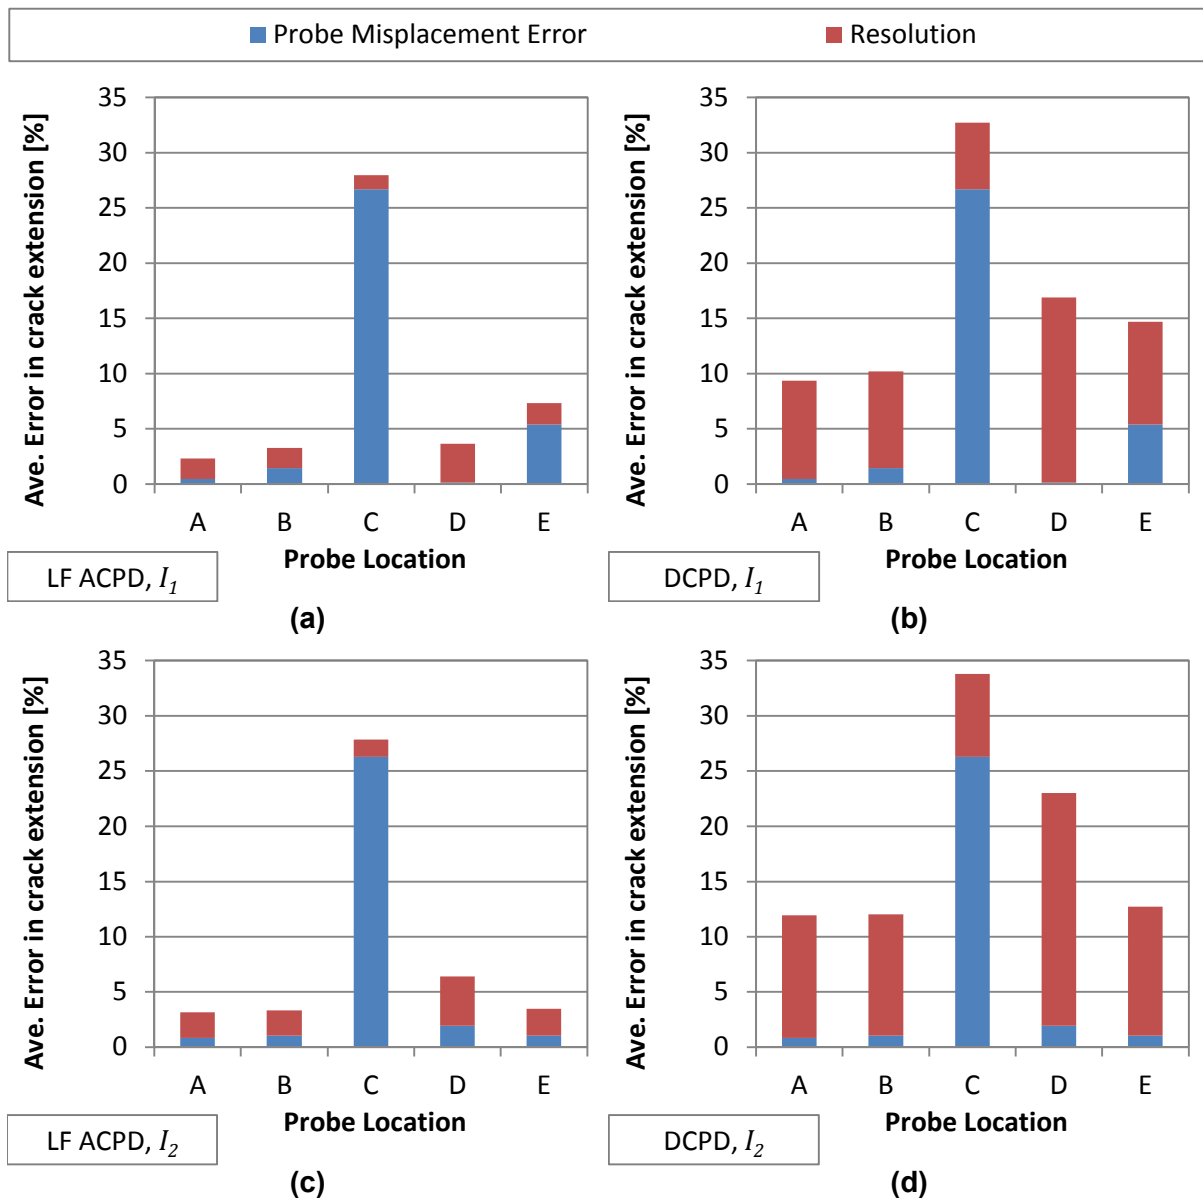 Probe Misplacement Error Resolution
Ave. Error in crack extension [%]
35
30
25
20
15
10
5
0
A B C D E
Probe Location
LF ACPD, I1
(a)
Ave. Error in crack extension [%]
35
30
25
20
15
10
5
0
A B C D E
Probe Location
DCPD, I1
(b)
Ave. Error in crack extension [%]
35
30
25
20
15
10
5
0
A B C D E
Probe Location
LF ACPD, I2
(c)
Ave. Error in crack extension [%]
35
30
25
20
15
10
5
0
A B C D E
Probe Location
DCPD, I2
(d)